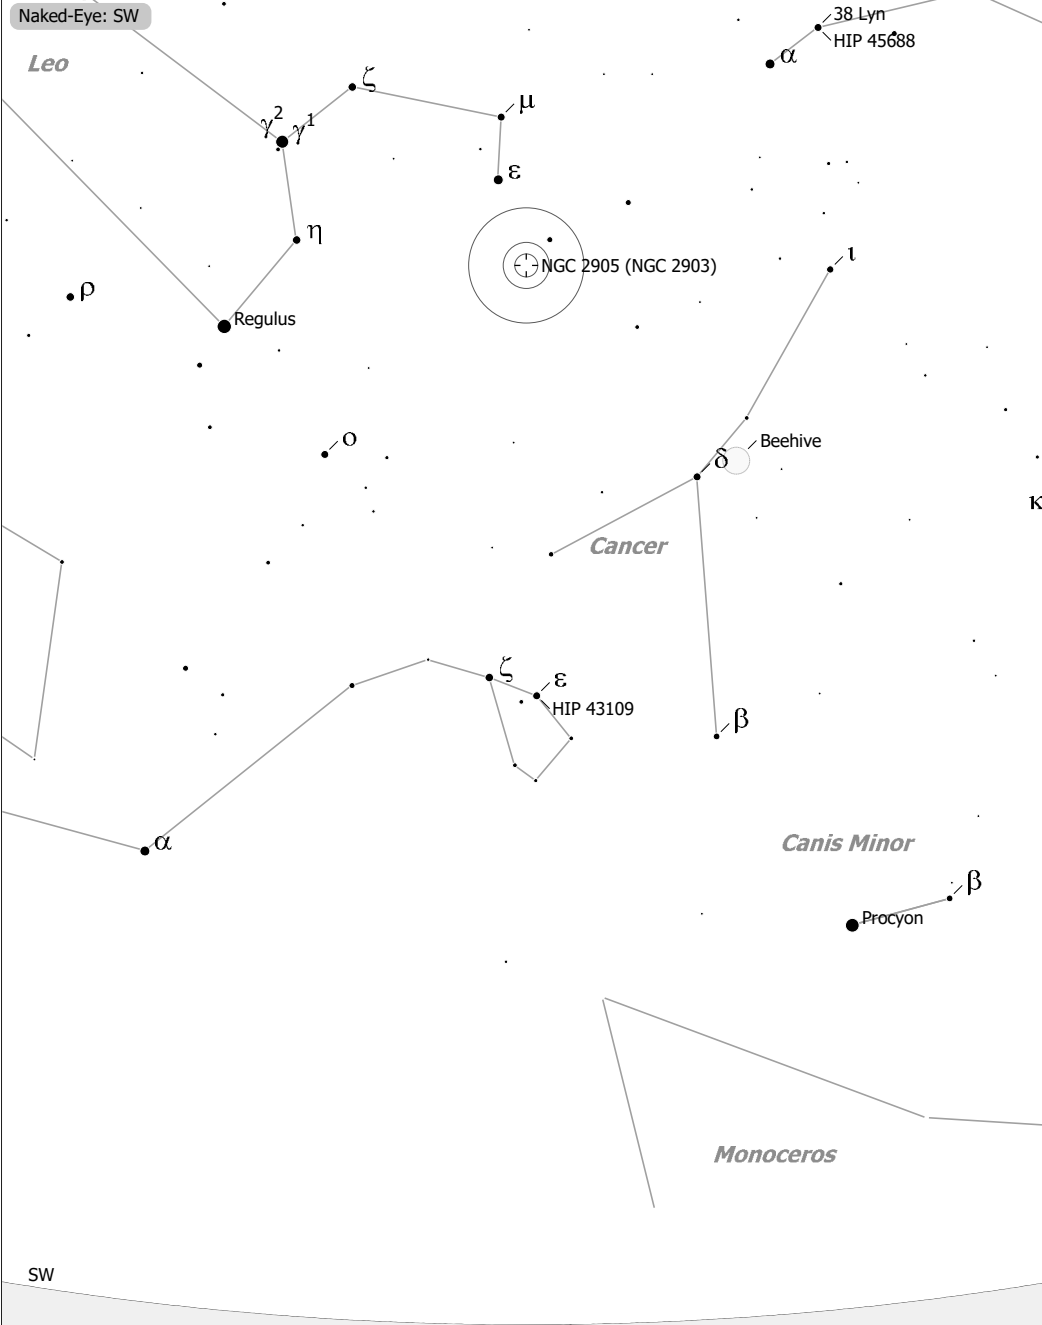 Naked-Eye: SW
38 Lyn
HIP 45688
α
Leo
ζ
μ
γ2 γ1
ε
η
ι
NGC 2905 (NGC 2903)
ρ
Regulus
ο
Beehive
δ
κ
Cancer
ζ
ε
HIP 43109
β
α
Canis Minor
β
Procyon
Monoceros
SW